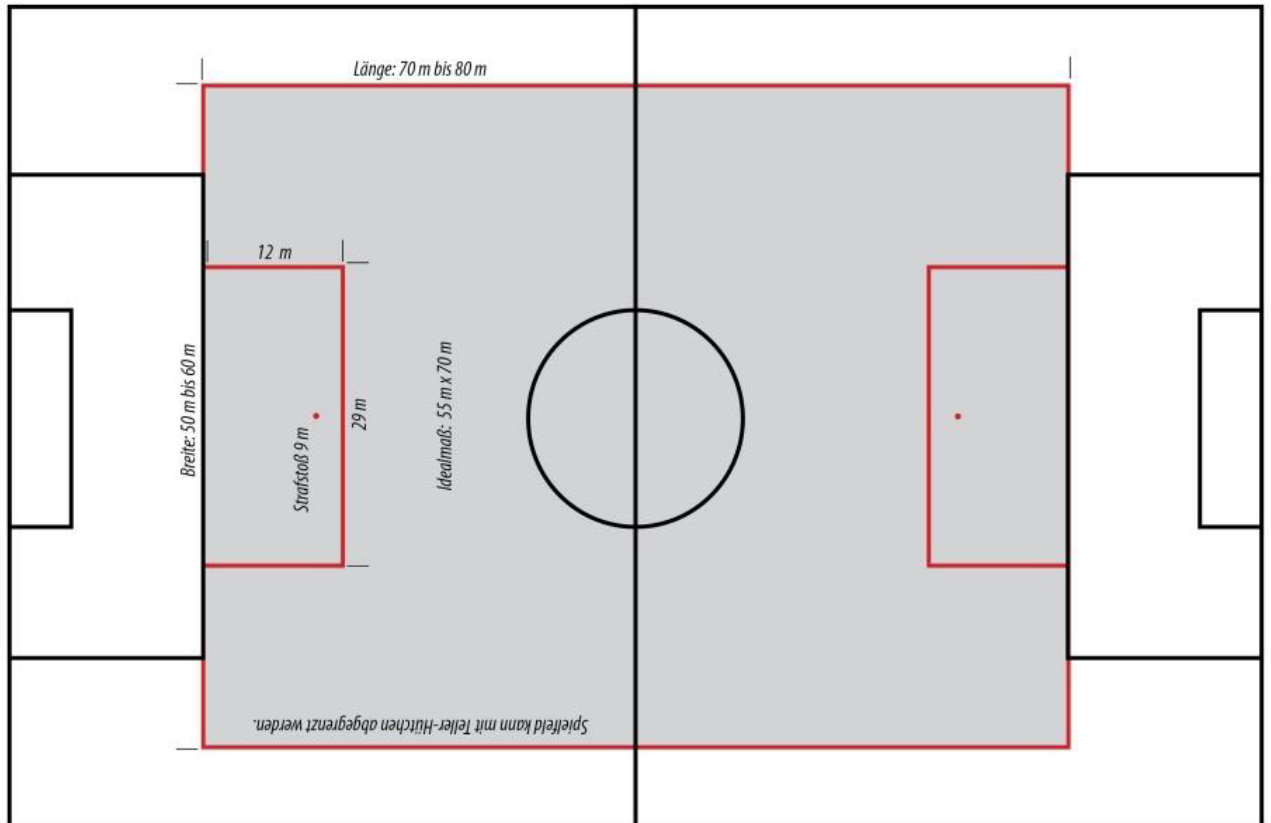 Länge: 70 m bis 80 m
12 m
Breite: 50 m bis 60 m
Strafstoß 9 m
29 m
Idealmaß: 55 m x 70 m
Spielfeld kann mit Teller-Hütchen abgegrenzt werden.